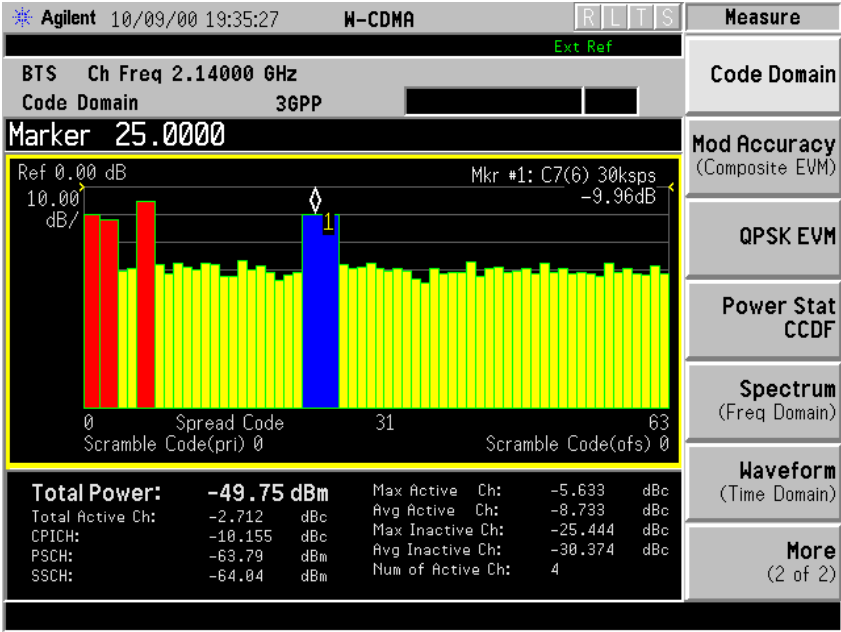 Agilent 10/09/00 19:35:27 W-CDMA R L T S Measure
Ext Ref
BTS Ch Freq 2.14000 GHz
Code Domain 3GPP
Marker 25.0000
Ref 0.00 dB Mkr #1: C7(6) 30ksps
10.00 -9.96dB
dB/
1
0 Spread Code 31 63
Scramble Code(pri) 0 Scramble Code(ofs) 0
Total Power: -49.75 dBm
Total Active Ch: -2.712 dBc
CPICH: -10.155 dBc
PSCH: -63.79 dBm
SSCH: -64.04 dBm
Max Active Ch: -5.633 dBc
Avg Active Ch: -8.733 dBc
Max Inactive Ch: -25.444 dBc
Avg Inactive Ch: -30.374 dBc
Num of Active Ch: 4
Code Domain
Mod Accuracy
(Composite EVM)
QPSK EVM
Power Stat
CCDF
Spectrum
(Freq Domain)
Waveform
(Time Domain)
More
(2 of 2)